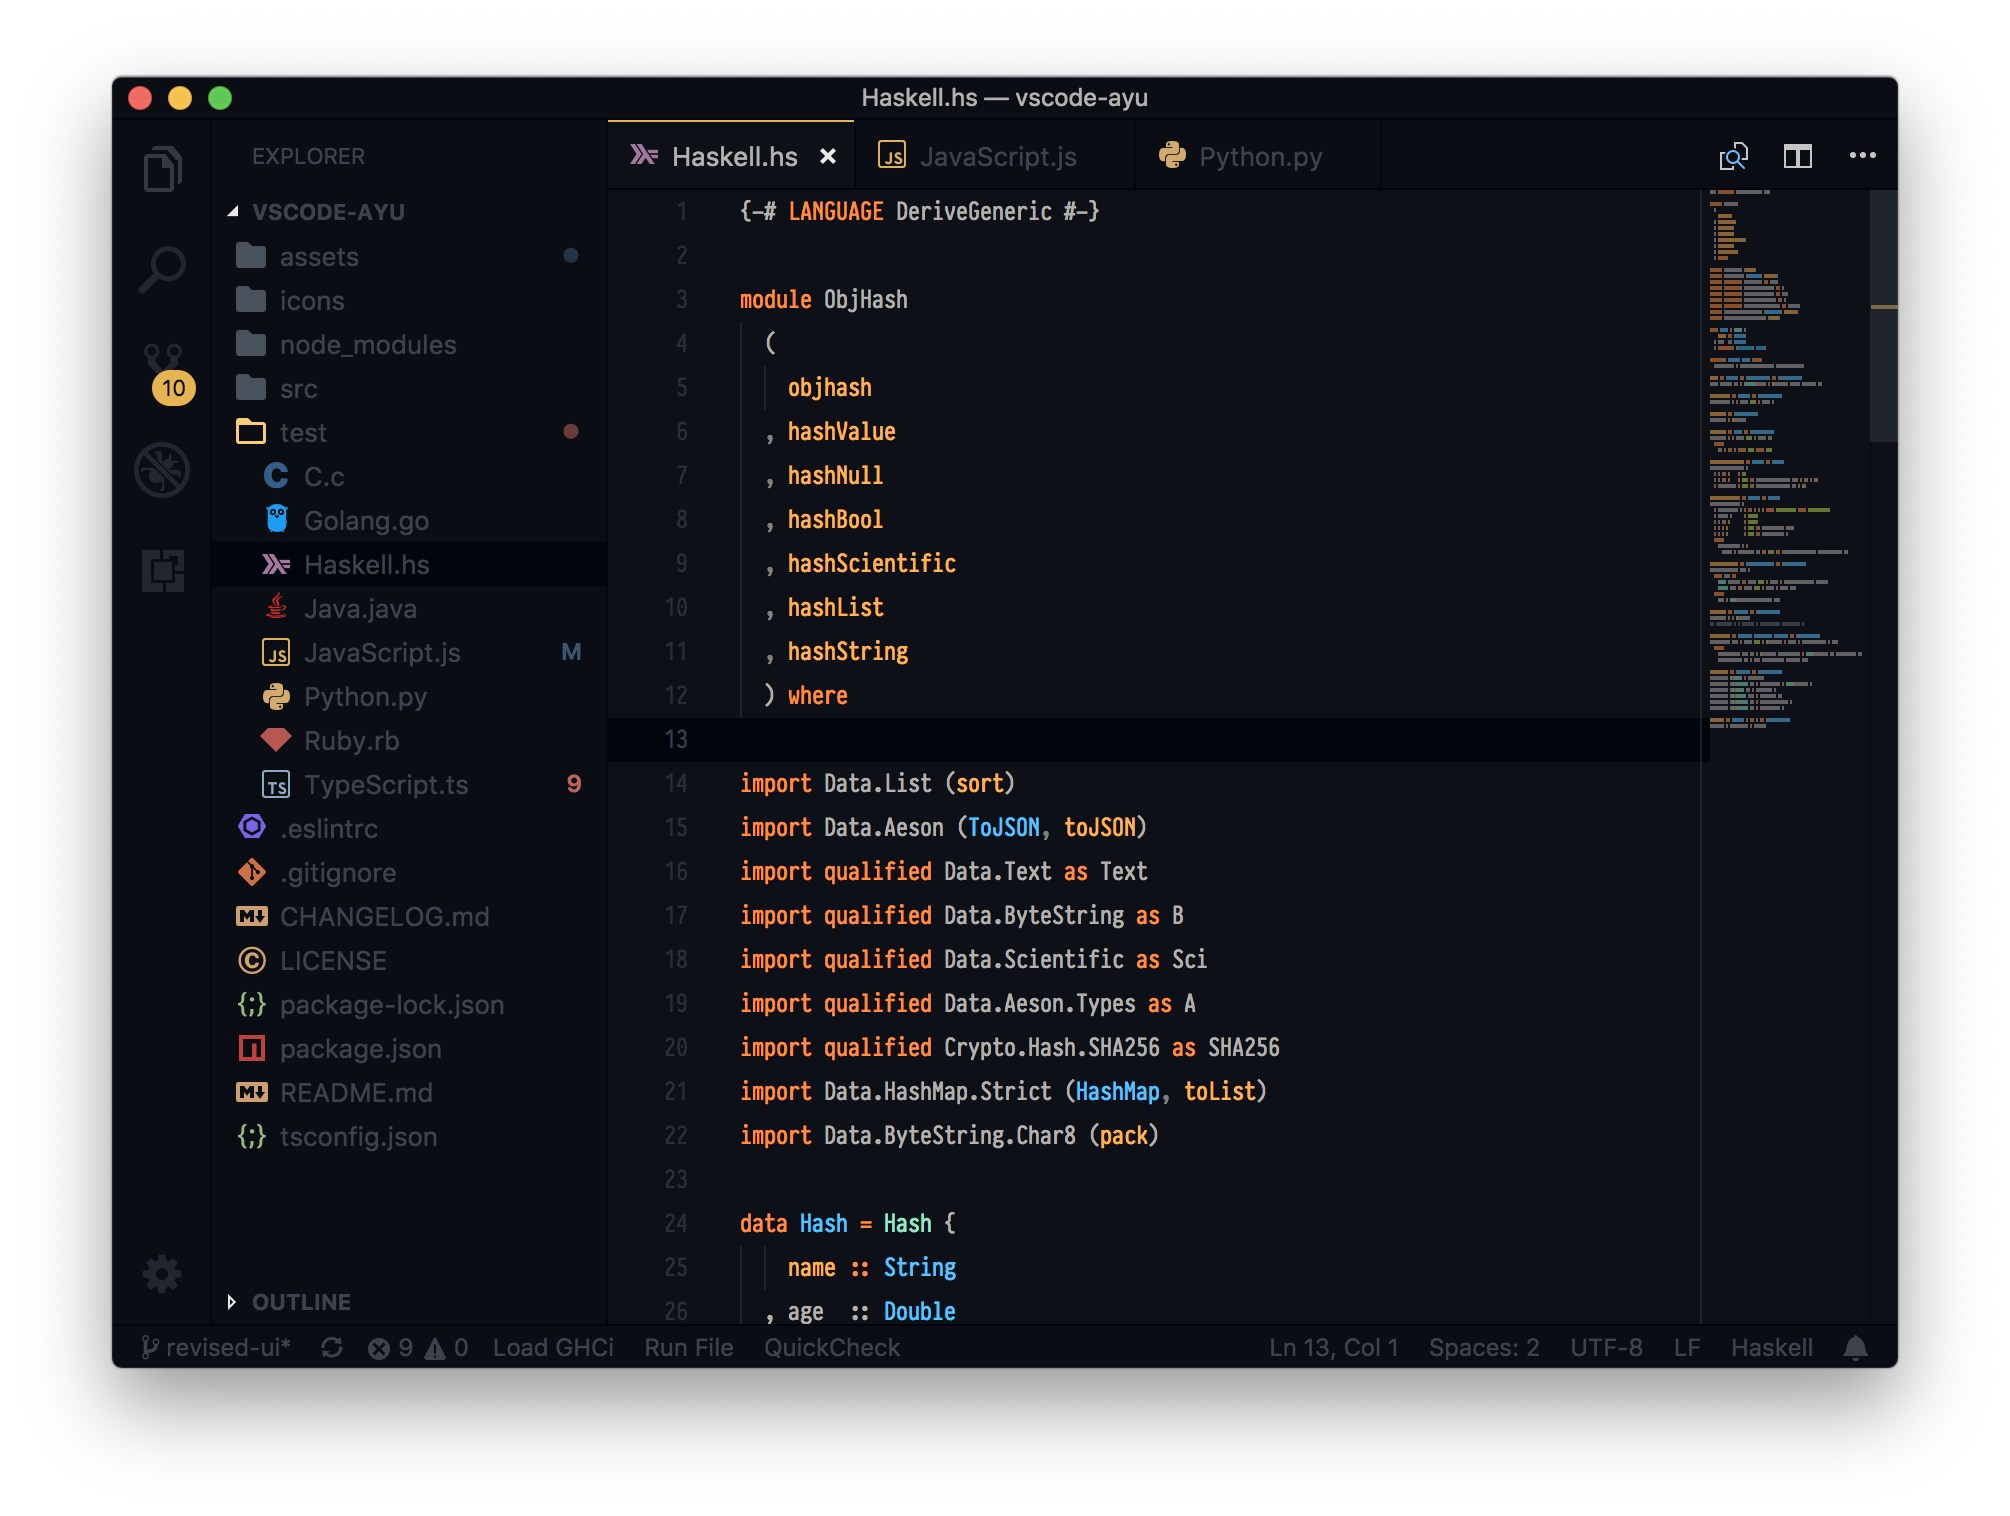 Haskell.hs — vscode-ayu
EXPLORER
VSCODE-AYU
assets
icons
node_modules
src
10
test
C.c
Golang.go
Haskell.hs
Java.java
JS JavaScript.js M
Python.py
Ruby.rb
TS TypeScript.ts 9
.eslintrc
.gitignore
M↓ CHANGELOG.md
© LICENSE
{;} package-lock.json
package.json
M↓ README.md
{;} tsconfig.json
OUTLINE
Haskell.hs × JS JavaScript.js Python.py
1 {-# LANGUAGE DeriveGeneric #-}
2
3 module ObjHash
4 (
5 objhash
6 , hashValue
7 , hashNull
8 , hashBool
9 , hashScientific
10 , hashList
11 , hashString
12 ) where
13
14 import Data.List (sort)
15 import Data.Aeson (ToJSON, toJSON)
16 import qualified Data.Text as Text
17 import qualified Data.ByteString as B
18 import qualified Data.Scientific as Sci
19 import qualified Data.Aeson.Types as A
20 import qualified Crypto.Hash.SHA256 as SHA256
21 import Data.HashMap.Strict (HashMap, toList)
22 import Data.ByteString.Char8 (pack)
23
24 data Hash = Hash {
25 name :: String
26 , age :: Double
revised-ui* 9 0 Load GHCi Run File QuickCheck Ln 13, Col 1 Spaces: 2 UTF-8 LF Haskell